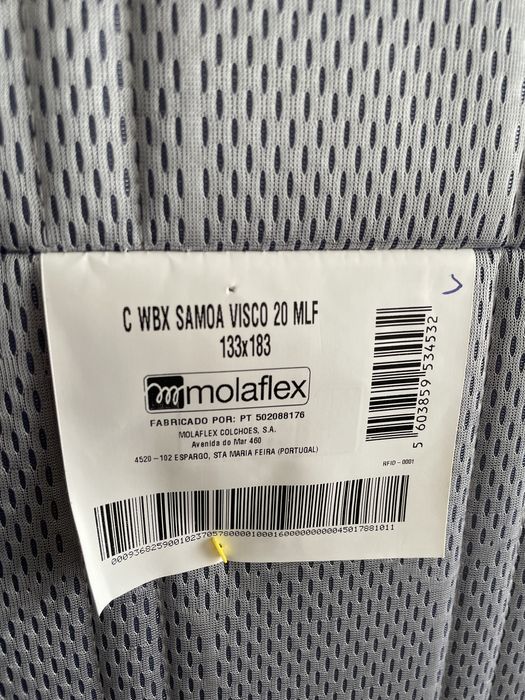 C WBX SAMOA VISCO 20 MLF
133x183
molaflex
FABRICADO POR: PT 502088176
MOLAFLEX COLCHOES, S.A.
Avenida do Mar 460
4520-102 ESPARGO, STA MARIA FEIRA (PORTUGAL)
5 603859 534532
RFID-0001